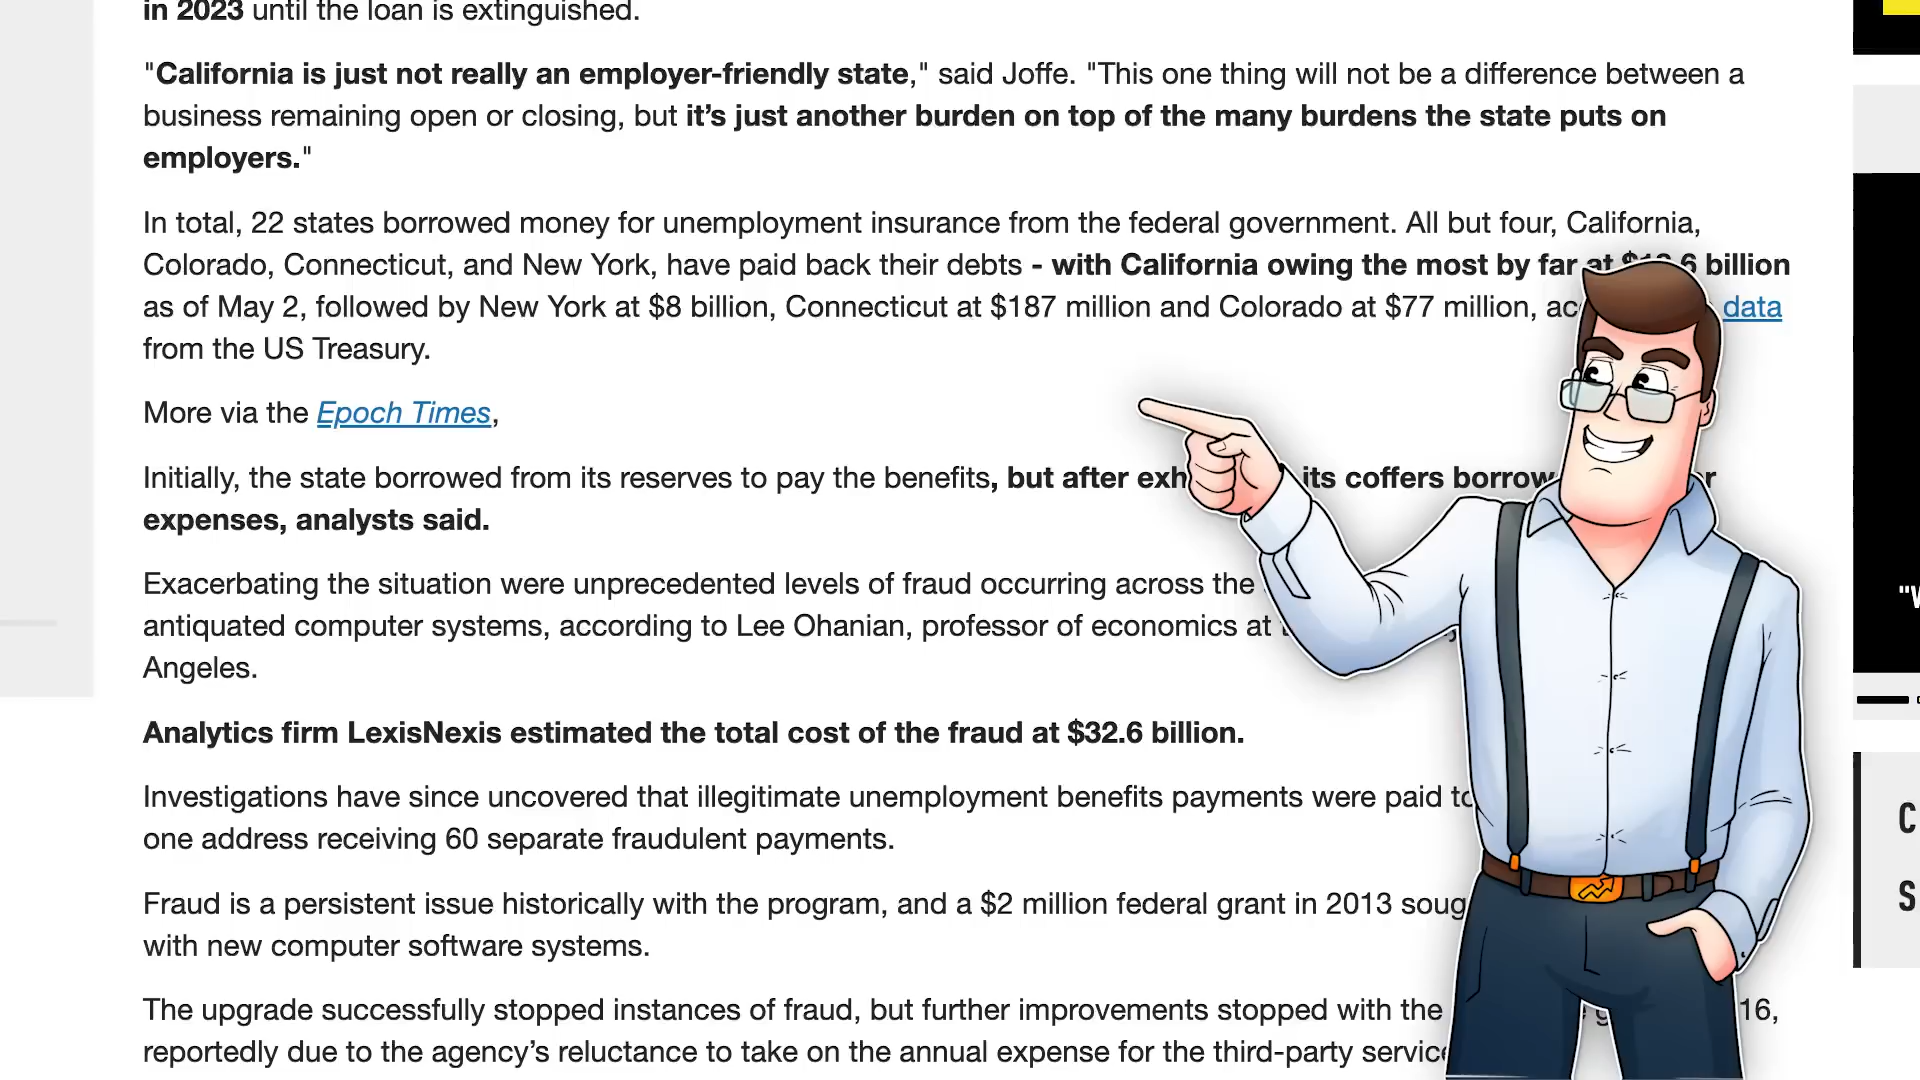 in 2023 until the loan is extinguished.
"California is just not really an employer-friendly state," said Joffe. "This one thing will not be a difference between a
business remaining open or closing, but it's just another burden on top of the many burdens the state puts on
employers."
In total, 22 states borrowed money for unemployment insurance from the federal government. All but four, California,
Colorado, Connecticut, and New York, have paid back their debts - with California owing the most by far at billion
as of May 2, followed by New York at $8 billion, Connecticut at $187 million and Colorado at $77 million, data
from the US Treasury.
More via the Epoch Times,
Initially, the state borrowed from its reserves to pay the benefits, but after its coffers
expenses, analysts said.
Exacerbating the situation were unprecedented levels of fraud occurring across the
antiquated computer systems, according to Lee Ohanian, professor of economics at
Angeles.
Analytics firm LexisNexis estimated the total cost of the fraud at $32.6 billion.
Investigations have since uncovered that illegitimate unemployment benefits payments were paid
one address receiving 60 separate fraudulent payments.
Fraud is a persistent issue historically with the program, and a $2 million federal grant in 2013
with new computer software systems.
The upgrade successfully stopped instances of fraud, but further improvements stopped with the 16,
reportedly due to the agency's reluctance to take on the annual expense for the third-party